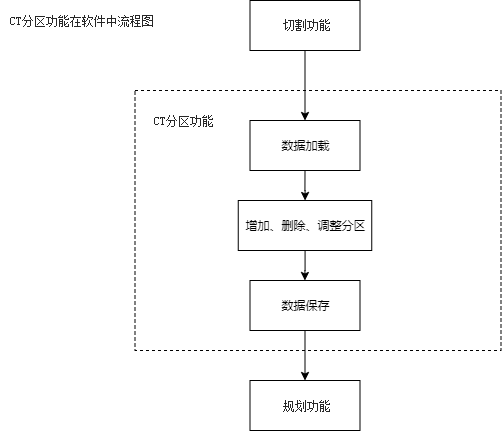 CT分区功能在软件中流程图
切割功能
CT分区功能
数据加载
增加、删除、调整分区
数据保存
规划功能